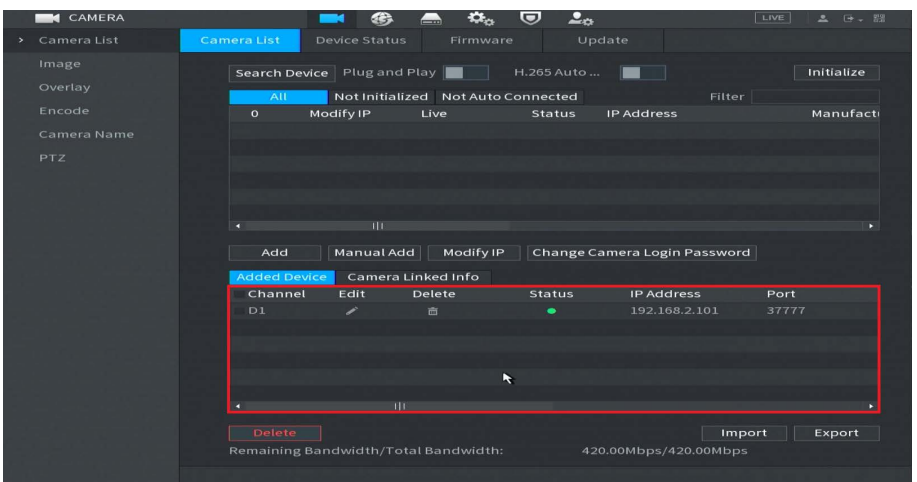 CAMERA LIVE
> Camera List Camera List Device Status Firmware Update
Image
Search Device Plug and Play H.265 Auto ... Initialize
Overlay
All Not Initialized Not Auto Connected Filter
Encode
0 Modify IP Live Status IP Address Manufact
Camera Name
PTZ
Add Manual Add Modify IP Change Camera Login Password
Added Device Camera Linked Info
Channel Edit Delete Status IP Address Port
D1 192.168.2.101 37777
Delete Import Export
Remaining Bandwidth/Total Bandwidth: 420.00Mbps/420.00Mbps